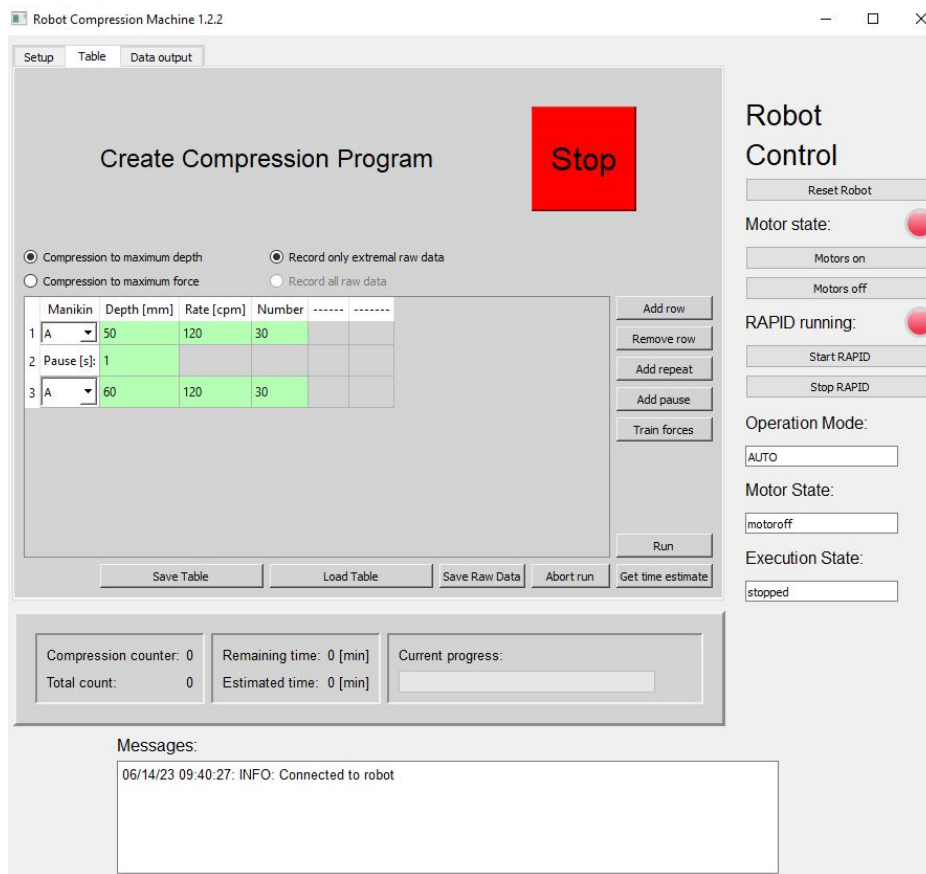 Robot Compression Machine 1.2.2
Setup Table Data output
Create Compression Program
Stop
Compression to maximum depth Record only extremal raw data
Compression to maximum force Record all raw data
Manikin Depth [mm] Rate [cpm] Number ------ -------
1 A 50 120 30
2 Pause [s]: 1
3 A 60 120 30
Add row
Remove row
Add repeat
Add pause
Train forces
Run
Save Table Load Table Save Raw Data Abort run Get time estimate
Compression counter: 0 Remaining time: 0 [min] Current progress:
Total count: 0 Estimated time: 0 [min]
Messages:
06/14/23 09:40:27: INFO: Connected to robot
Robot
Control
Reset Robot
Motor state:
Motors on
Motors off
RAPID running:
Start RAPID
Stop RAPID
Operation Mode:
AUTO
Motor State:
motoroff
Execution State:
stopped